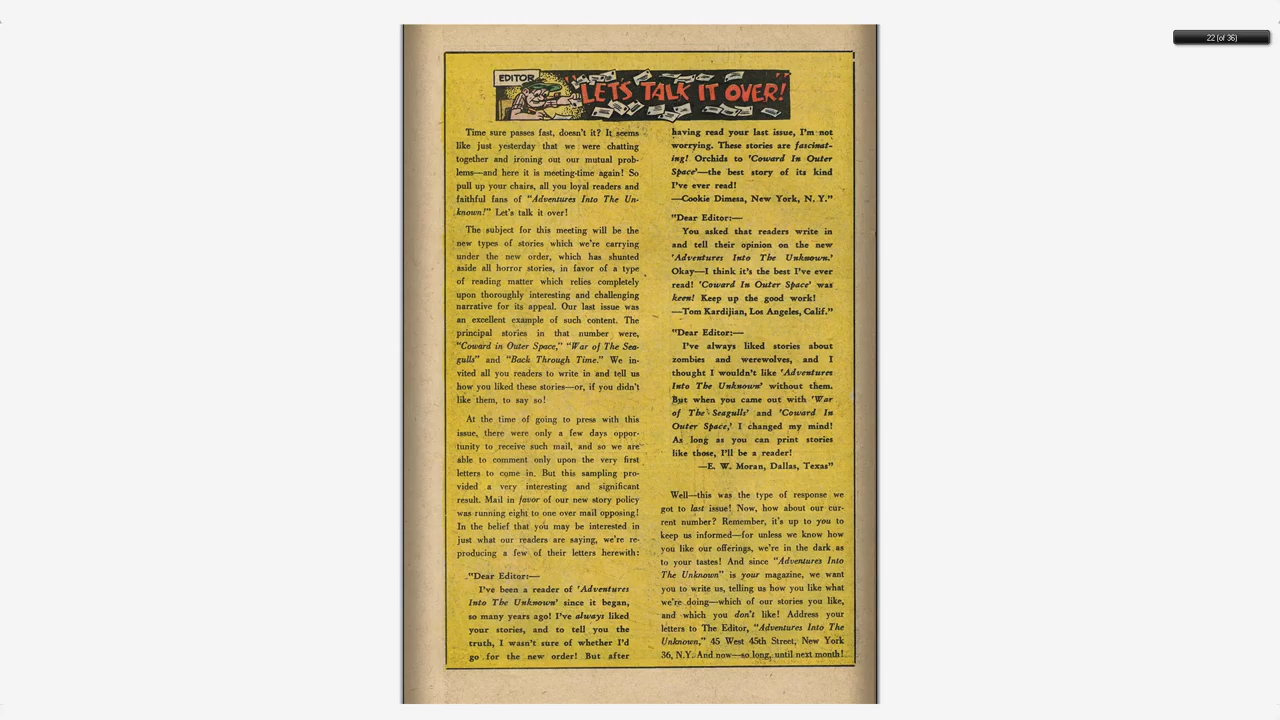 22 (of 36)
EDITOR
"LET'S TALK IT OVER!"
Time sure passes fast, doesn't it? It seems
like just yesterday that we were chatting
together and ironing out our mutual prob-
lems—and here it is meeting-time again! So
pull up your chairs, all you loyal readers and
faithful fans of "Adventures Into The Un-
known!" Let's talk it over!
The subject for this meeting will be the
new types of stories which we're carrying
under the new order, which has shunted
aside all horror stories, in favor of a type
of reading matter which relies completely
upon thoroughly interesting and challenging
narrative for its appeal. Our last issue was
an excellent example of such content. The
principal stories in that number were,
"Coward in Outer Space," "War of The Sea-
gulls" and "Back Through Time." We in-
vited all you readers to write in and tell us
how you liked these stories—or, if you didn't
like them, to say so!
At the time of going to press with this
issue, there were only a few days oppor-
tunity to receive such mail, and so we are
able to comment only upon the very first
letters to come in. But this sampling pro-
vided a very interesting and significant
result. Mail in favor of our new story policy
was running eight to one over mail opposing!
In the belief that you may be interested in
just what our readers are saying, we're re-
producing a few of their letters herewith:
"Dear Editor:—
I've been a reader of 'Adventures
Into The Unknown' since it began,
so many years ago! I've always liked
your stories, and to tell you the
truth, I wasn't sure of whether I'd
go for the new order! But after
having read your last issue, I'm not
worrying. These stories are fascinat-
ing! Orchids to 'Coward In Outer
Space'—the best story of its kind
I've ever read!
—Cookie Dimesa, New York, N. Y."
"Dear Editor:—
You asked that readers write in
and tell their opinion on the new
'Adventures Into The Unknown.'
Okay—I think it's the best I've ever
read! 'Coward In Outer Space' was
keen! Keep up the good work!
—Tom Kardijian, Los Angeles, Calif."
"Dear Editor:—
I've always liked stories about
zombies and werewolves, and I
thought I wouldn't like 'Adventures
Into The Unknown' without them.
But when you came out with 'War
of The Seagulls' and 'Coward In
Outer Space,' I changed my mind!
As long as you can print stories
like those, I'll be a reader!
—E. W. Moran, Dallas, Texas"
Well—this was the type of response we
got to last issue! Now, how about our cur-
rent number? Remember, it's up to you to
keep us informed—for unless we know how
you like our offerings, we're in the dark as
to your tastes! And since "Adventures Into
The Unknown" is your magazine, we want
you to write us, telling us how you like what
we're doing—which of our stories you like,
and which you don't like! Address your
letters to The Editor, "Adventures Into The
Unknown," 45 West 45th Street, New York
36, N.Y. And now—so long, until next month!